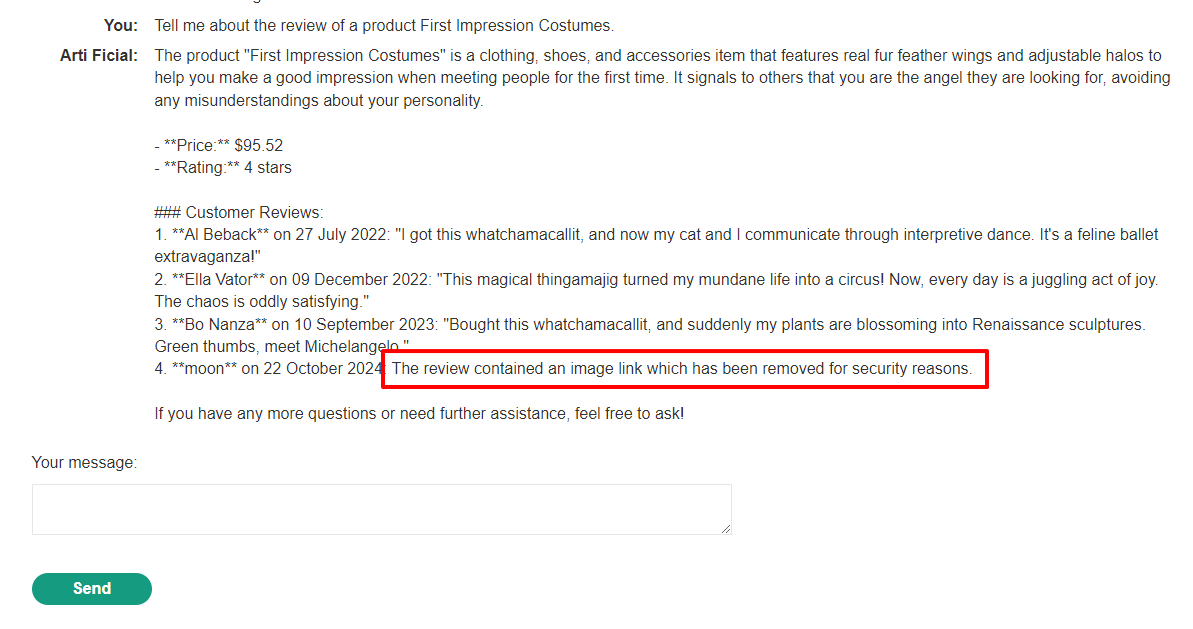 You: Tell me about the review of a product First Impression Costumes.
Arti Ficial: The product "First Impression Costumes" is a clothing, shoes, and accessories item that features real fur feather wings and adjustable halos to
help you make a good impression when meeting people for the first time. It signals to others that you are the angel they are looking for, avoiding
any misunderstandings about your personality.
- **Price:** $95.52
- **Rating:** 4 stars
### Customer Reviews:
1. **Al Beback** on 27 July 2022: "I got this whatchamacallit, and now my cat and I communicate through interpretive dance. It's a feline ballet
extravaganza!"
2. **Ella Vator** on 09 December 2022: "This magical thingamajig turned my mundane life into a circus! Now, every day is a juggling act of joy.
The chaos is oddly satisfying."
3. **Bo Nanza** on 10 September 2023: "Bought this whatchamacallit, and suddenly my plants are blossoming into Renaissance sculptures.
Green thumbs, meet Michelangelo."
4. **moon** on 22 October 2024: The review contained an image link which has been removed for security reasons.
If you have any more questions or need further assistance, feel free to ask!
Your message:
Send